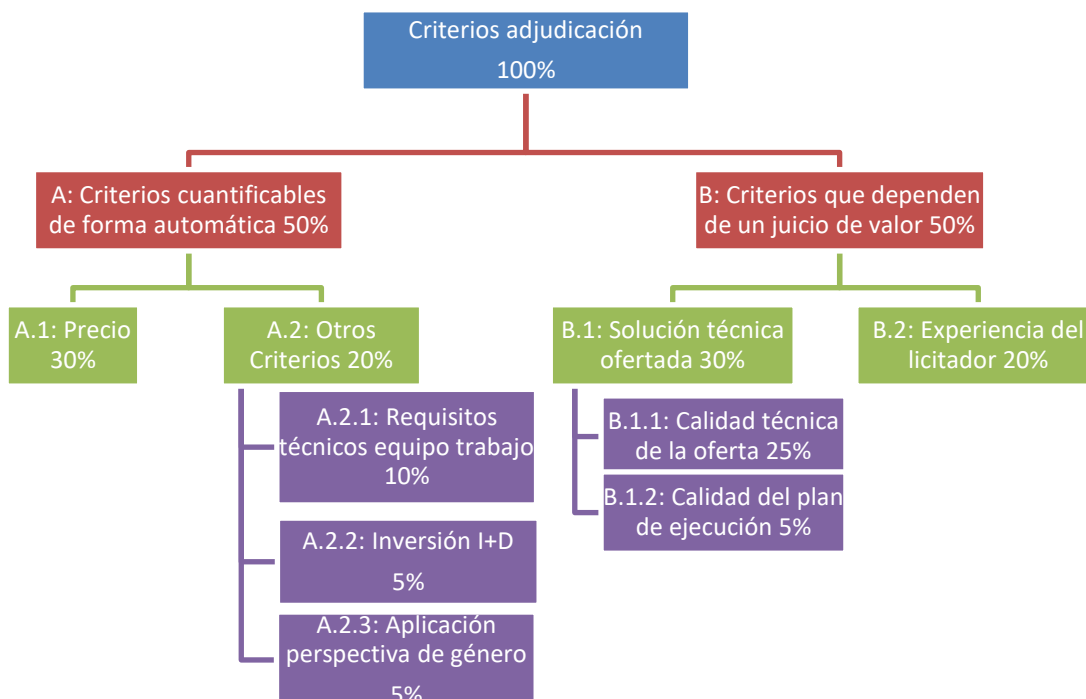 Criterios adjudicación
100%
A: Criterios cuantificables
de forma automática 50%
B: Criterios que dependen
de un juicio de valor 50%
A.1: Precio
30%
A.2: Otros
Criterios 20%
B.1: Solución técnica
ofertada 30%
B.2: Experiencia del
licitador 20%
A.2.1: Requisitos
técnicos equipo trabajo
10%
A.2.2: Inversión I+D
5%
A.2.3: Aplicación
perspectiva de género
5%
B.1.1: Calidad técnica
de la oferta 25%
B.1.2: Calidad del plan
de ejecución 5%